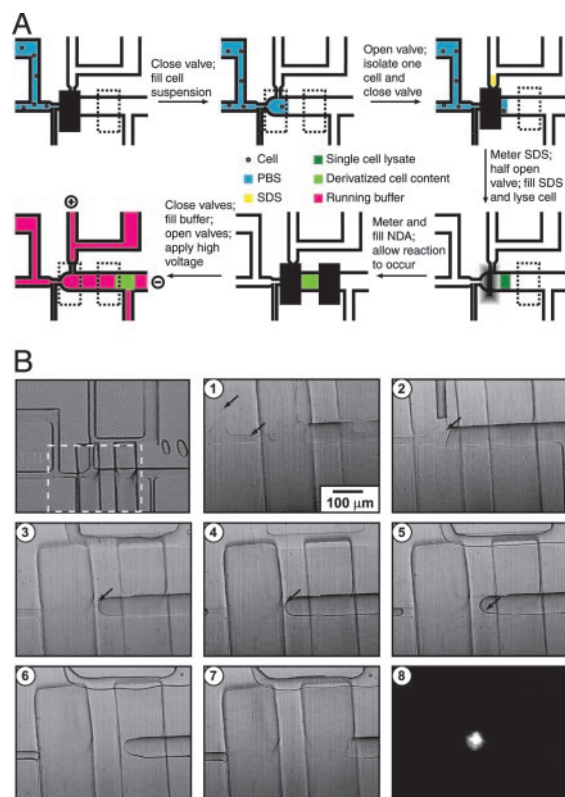 A
Close valve;
fill cell
suspension
Open valve;
isolate one
cell and
close valve
Cell
PBS
SDS
Single cell lysate
Derivatized cell content
Running buffer
Meter SDS;
half open
valve; fill SDS
and lyse cell
Meter and
fill NDA;
allow reaction
to occur
Close valves;
fill buffer;
open valves;
apply high
voltage
+
−
B
1
2
100 μm
3
4
5
6
7
8